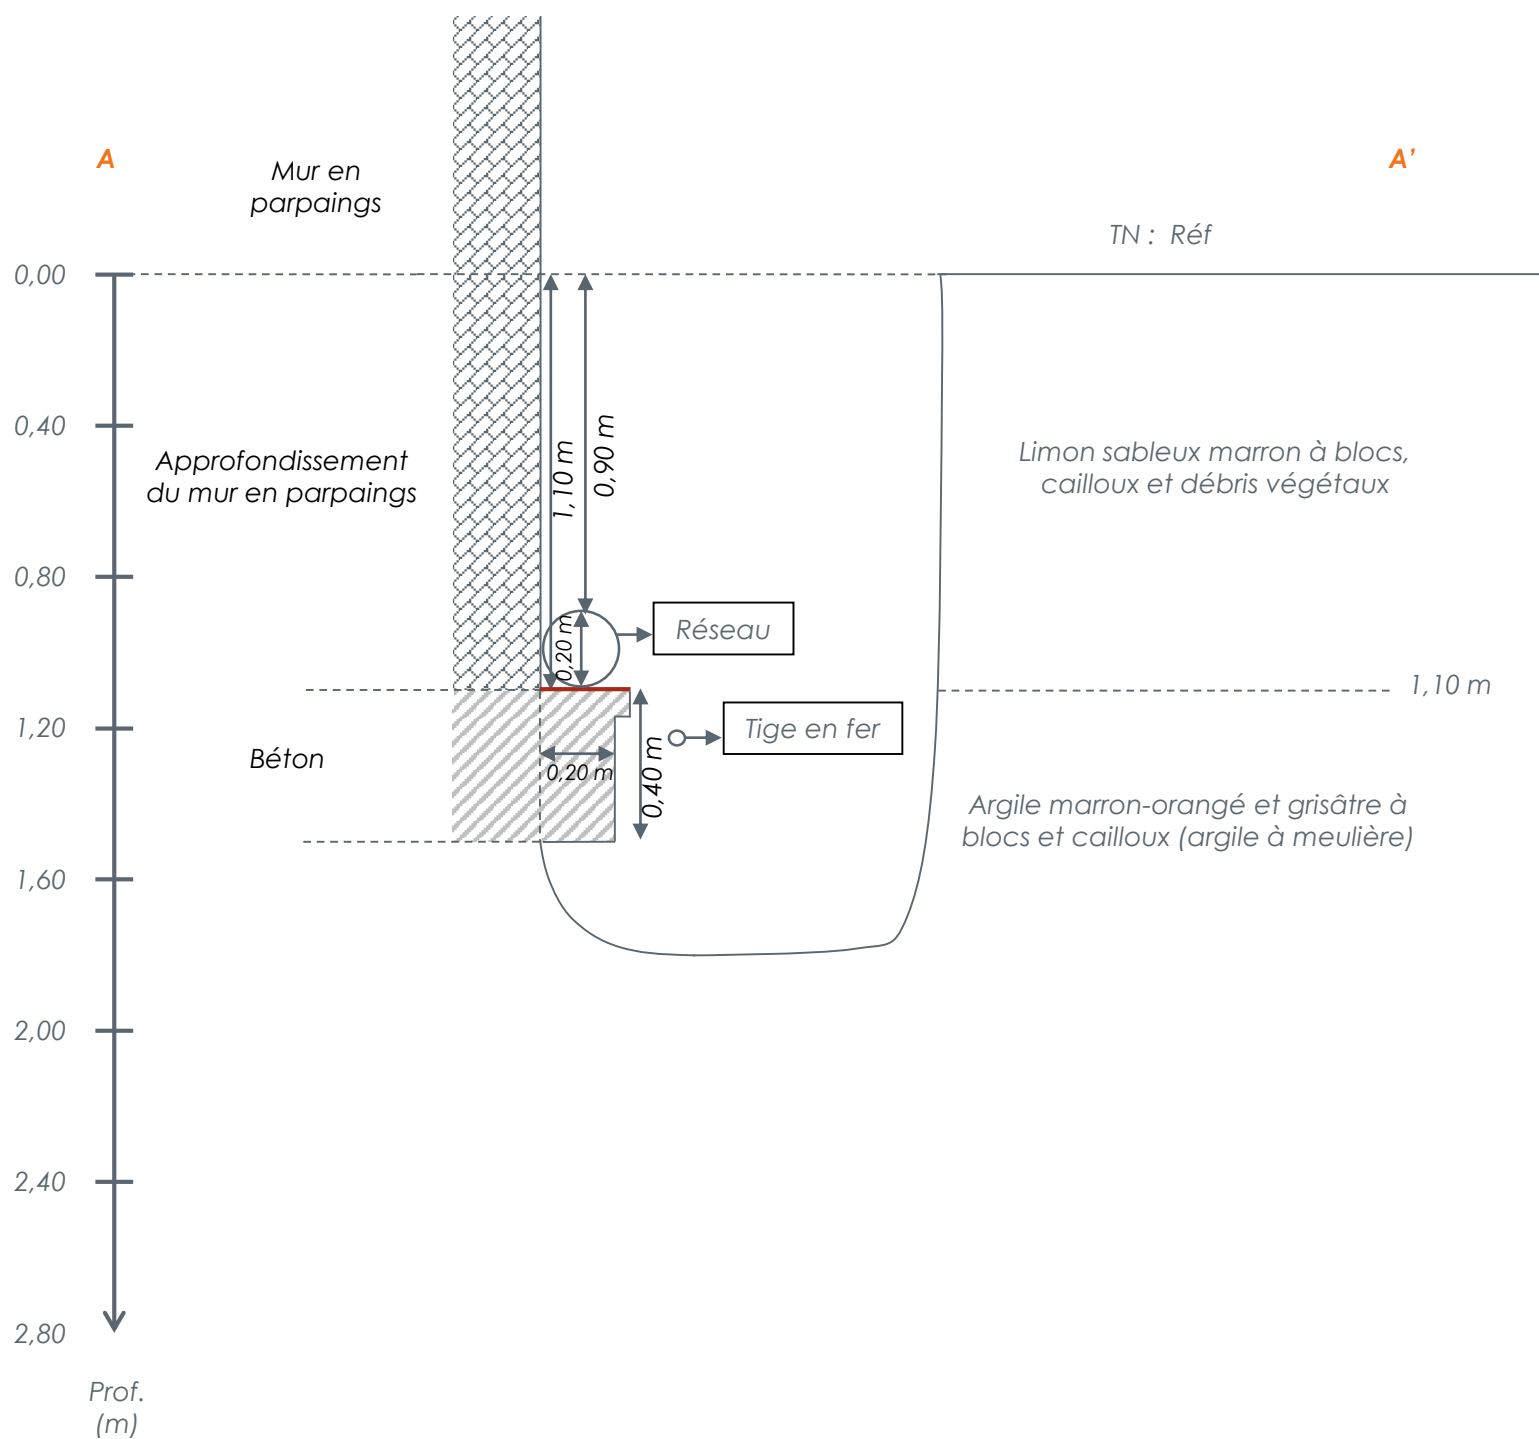 A
A'
Mur en
parpaings
TN : Réf
0,00
0,40
0,80
1,20
1,60
2,00
2,40
2,80
Prof.
(m)
Approfondissement
du mur en parpaings
1,10 m
0,90 m
Limon sableux marron à blocs,
cailloux et débris végétaux
0,20 m
Réseau
1,10 m
Béton
0,20 m
0,40 m
Tige en fer
Argile marron-orangé et grisâtre à
blocs et cailloux (argile à meulière)